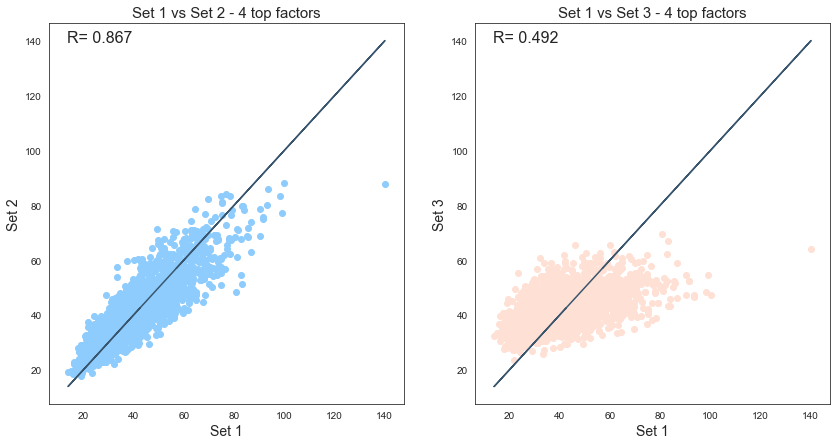 Set 1 vs Set 2 - 4 top factors
R= 0.867
140
120
100
80
60
40
20
Set 2
20 40 60 80 100 120 140
Set 1
Set 1 vs Set 3 - 4 top factors
R= 0.492
140
120
100
80
60
40
20
Set 3
20 40 60 80 100 120 140
Set 1